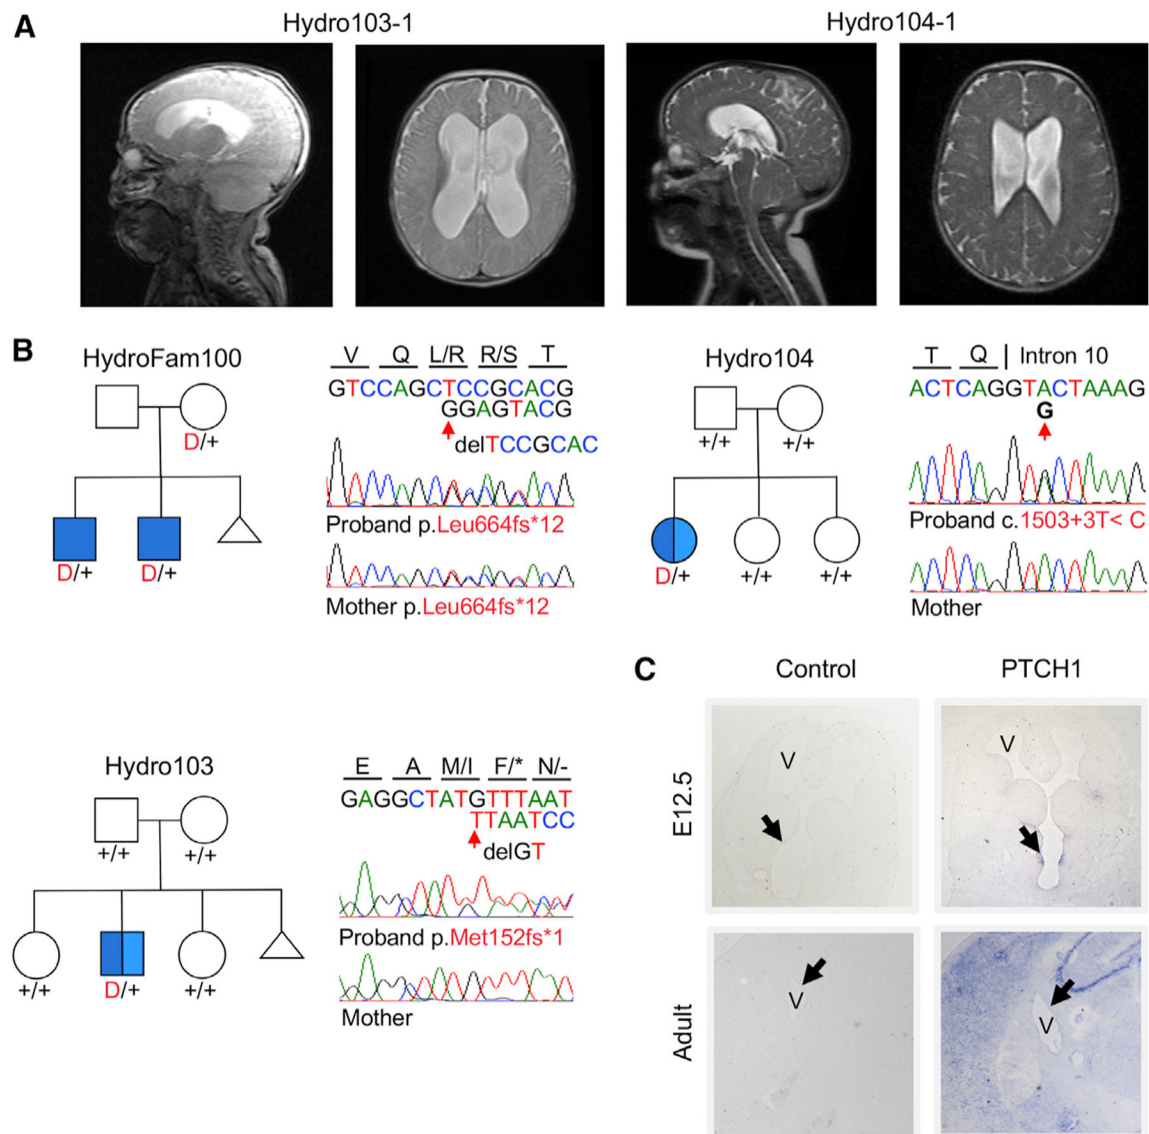 A
Hydro103-1
Hydro104-1
B
HydroFam100
D/+
D/+
D/+
V Q L/R R/S T
GTCCAGCTCCGCACG
GGAGTACG
delTCCGCAC
Proband p.Leu664fs*12
Mother p.Leu664fs*12
Hydro104
+/+
+/+
D/+
+/+
+/+
T Q | Intron 10
ACTCAGGTACTAAAG
G
Proband c.1503+3T< C
Mother
Hydro103
+/+
+/+
+/+
D/+
+/+
E A M/I F/* N/-
GAGGCTATGTTTAAT
TTAATCC
delGT
Proband p.Met152fs*1
Mother
C
Control
PTCH1
E12.5
V
V
Adult
V
V